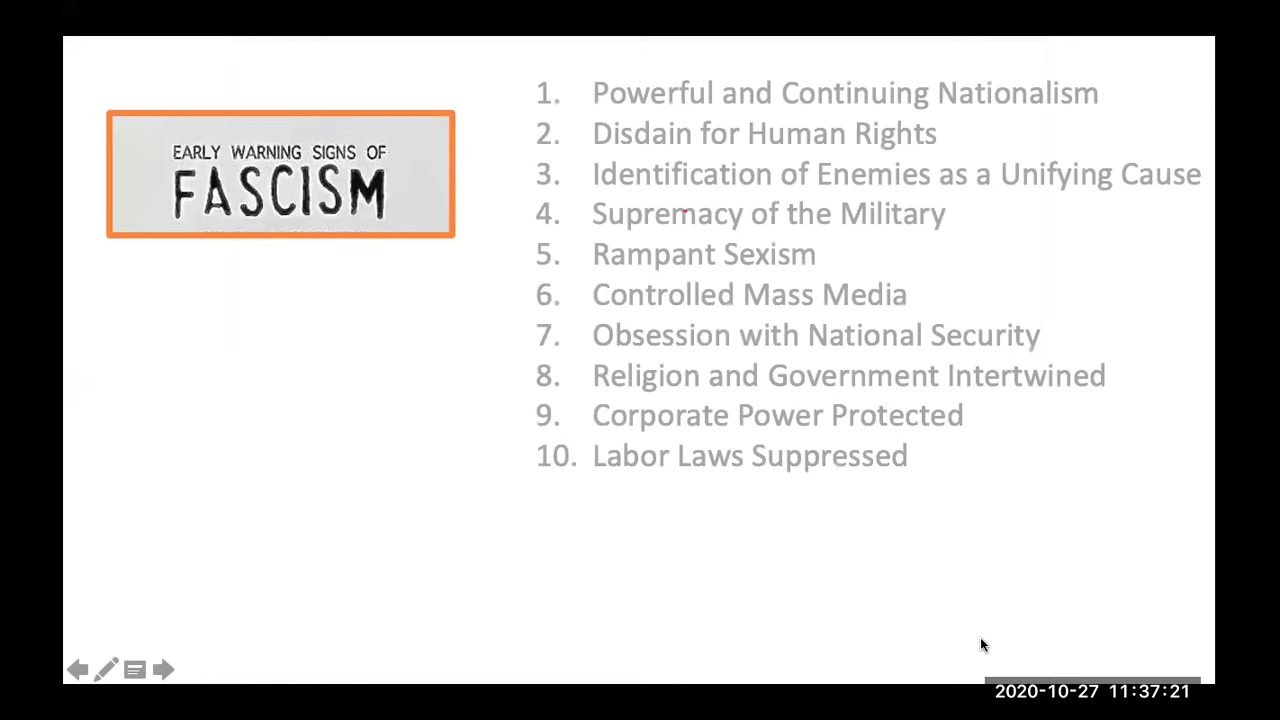 EARLY WARNING SIGNS OF
FASCISM
1. Powerful and Continuing Nationalism
2. Disdain for Human Rights
3. Identification of Enemies as a Unifying Cause
4. Supremacy of the Military
5. Rampant Sexism
6. Controlled Mass Media
7. Obsession with National Security
8. Religion and Government Intertwined
9. Corporate Power Protected
10. Labor Laws Suppressed
2020-10-27 11:37:21